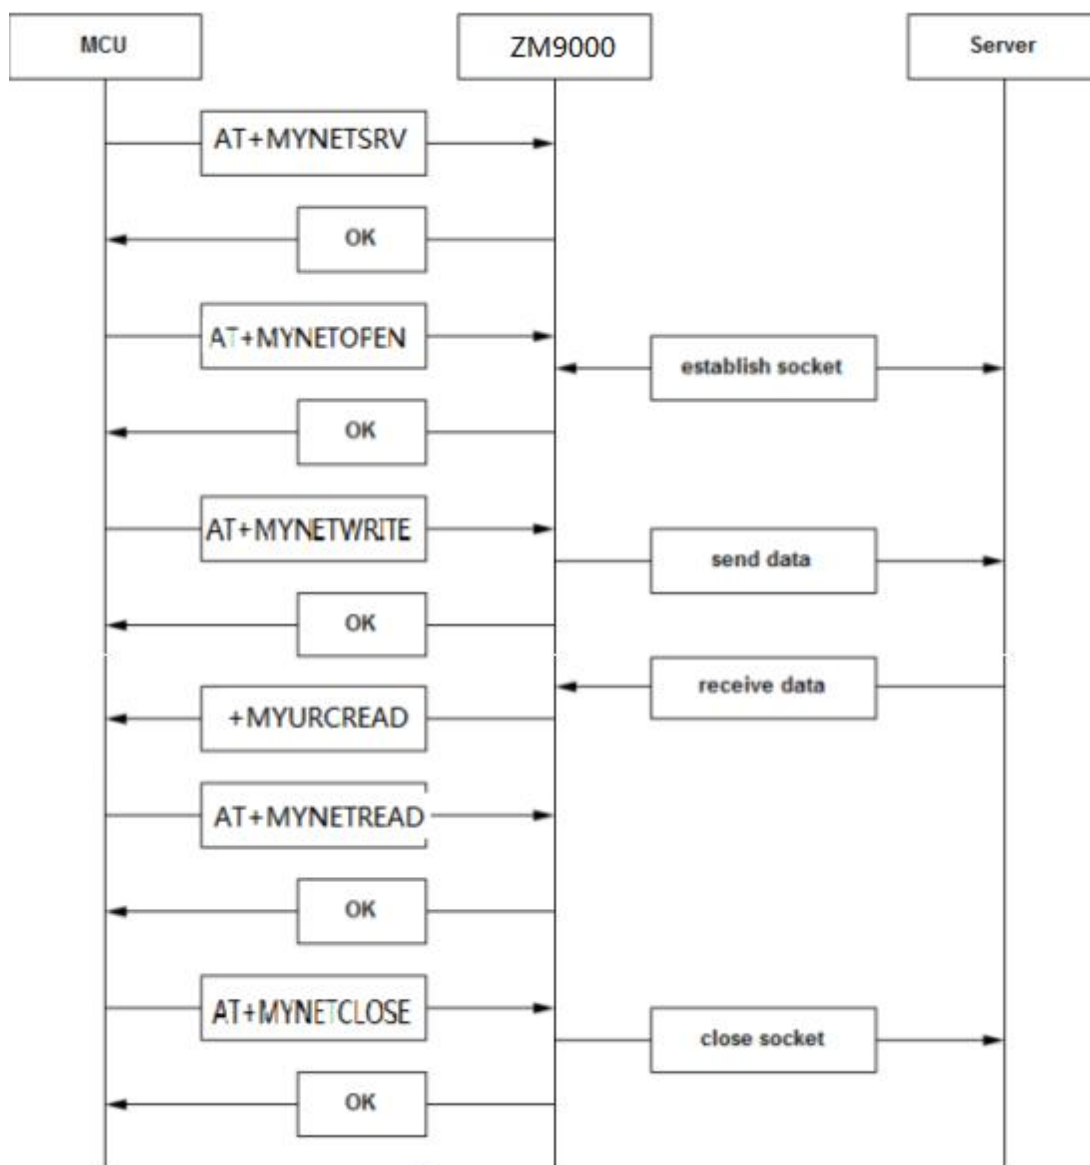 MCU
ZM9000
Server
AT+MYNETSRV
OK
AT+MYNETOFEN
establish socket
OK
AT+MYNETWRITE
send data
OK
receive data
+MYURCREAD
AT+MYNETREAD
OK
AT+MYNETCLOSE
close socket
OK